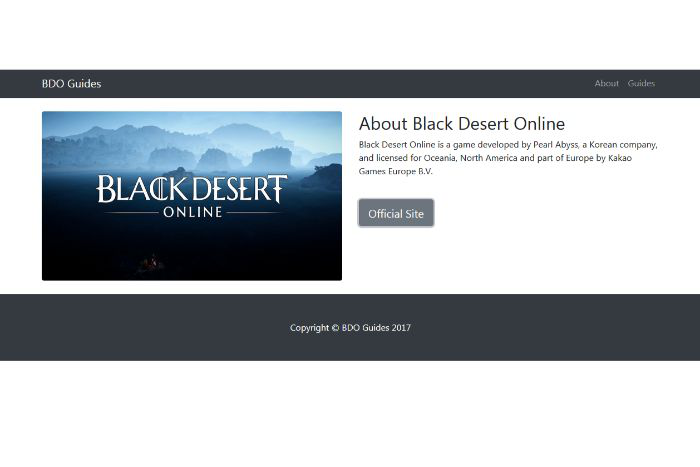 BDO Guides
About Guides
BLACK DESERT
ONLINE
About Black Desert Online
Black Desert Online is a game developed by Pearl Abyss, a Korean company,
and licensed for Oceania, North America and part of Europe by Kakao
Games Europe B.V.
Official Site
Copyright © BDO Guides 2017